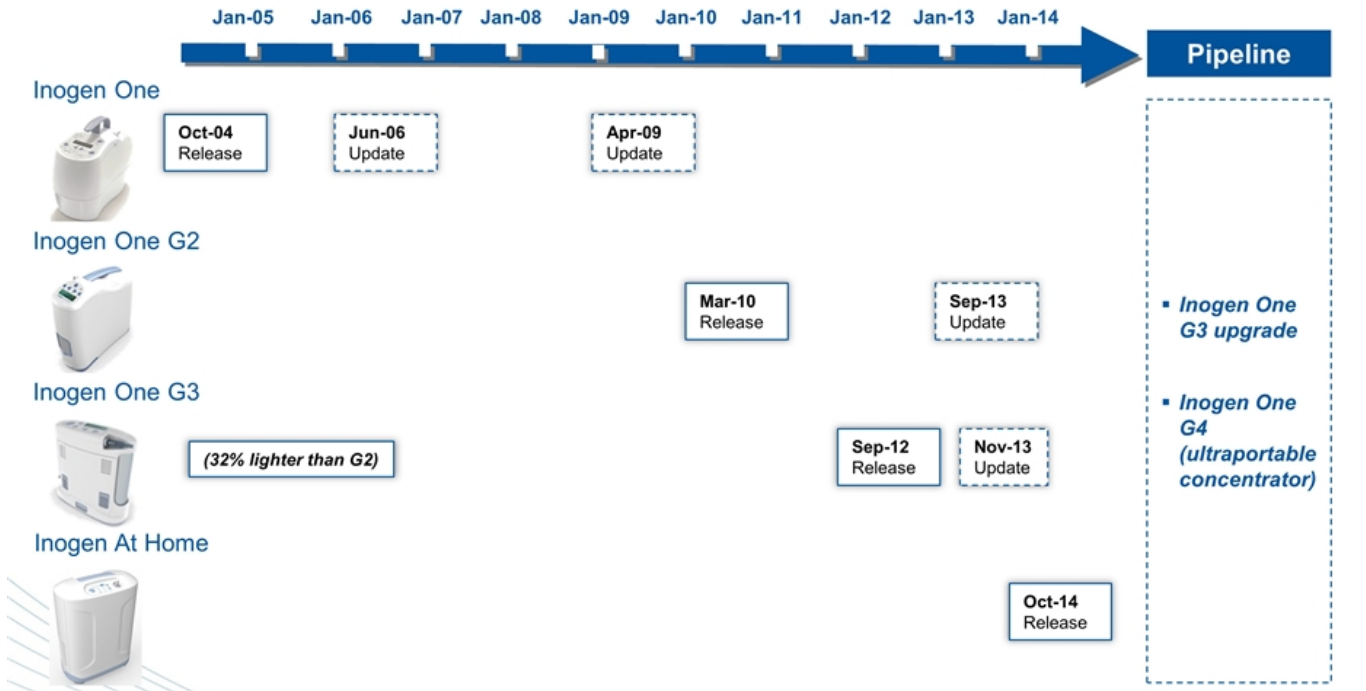 Jan-05 Jan-06 Jan-07 Jan-08 Jan-09 Jan-10 Jan-11 Jan-12 Jan-13 Jan-14
Pipeline
Inogen One
Oct-04
Release
Jun-06
Update
Apr-09
Update
Inogen One G2
Mar-10
Release
Sep-13
Update
Inogen One G3
(32% lighter than G2)
Sep-12
Release
Nov-13
Update
Inogen At Home
Oct-14
Release
▪ Inogen One
G3 upgrade
▪ Inogen One
G4
(ultraportable
concentrator)